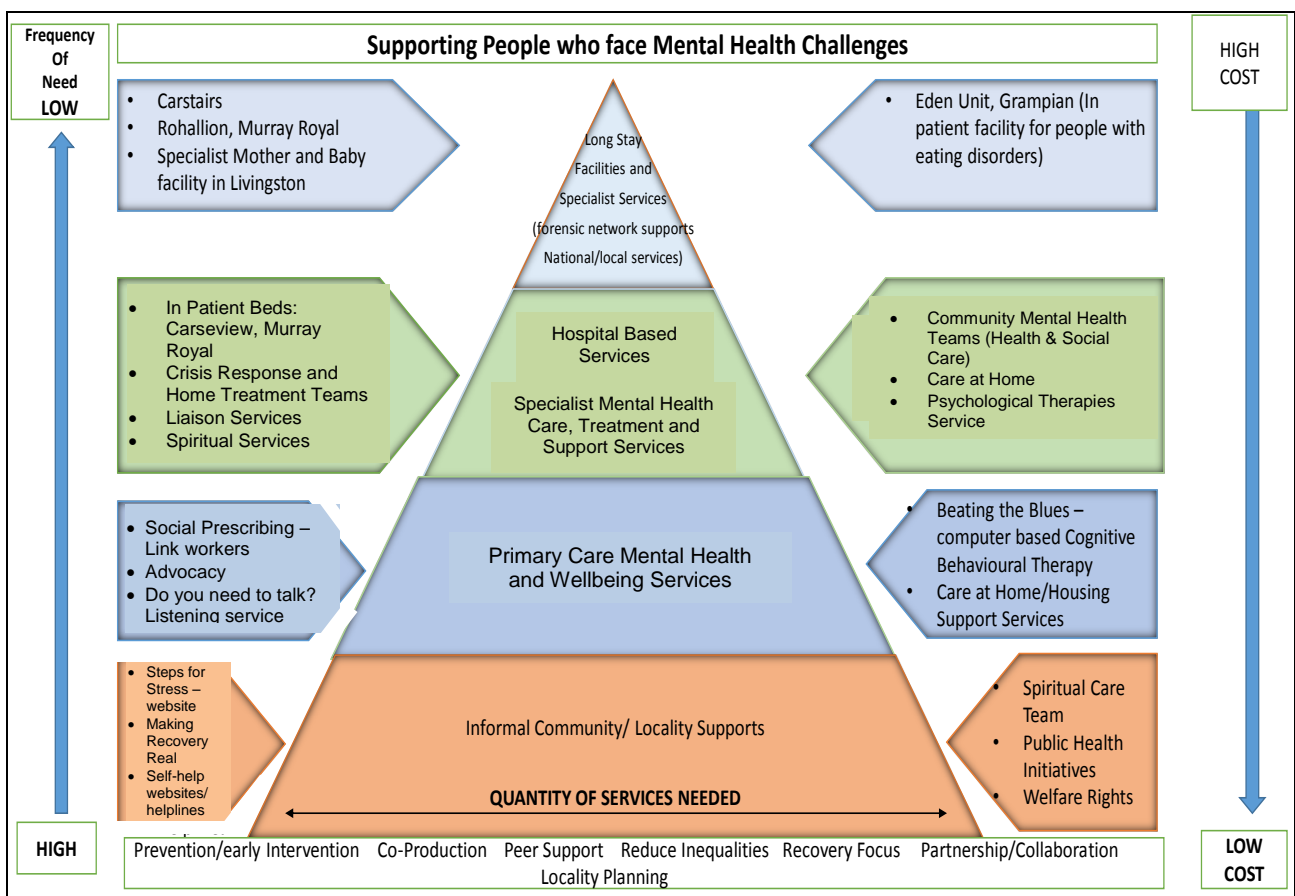 Frequency
Of
Need
LOW
Supporting People who face Mental Health Challenges
HIGH
COST
• Carstairs
• Rohallion, Murray Royal
• Specialist Mother and Baby
facility in Livingston
Long Stay
Facilities and
Specialist Services
(forensic network supports
National/local services)
• Eden Unit, Grampian (In
patient facility for people with
eating disorders)
• In Patient Beds:
Carseview, Murray
Royal
• Crisis Response and
Home Treatment Teams
• Liaison Services
• Spiritual Services
Hospital Based
Services
Specialist Mental Health
Care, Treatment and
Support Services
• Community Mental Health
Teams (Health & Social
Care)
• Care at Home
• Psychological Therapies
Service
• Social Prescribing –
Link workers
• Advocacy
• Do you need to talk?
Listening service
Primary Care Mental Health
and Wellbeing Services
• Beating the Blues –
computer based Cognitive
Behavioural Therapy
• Care at Home/Housing
Support Services
• Steps for
Stress –
website
• Making
Recovery
Real
• Self-help
websites/
helplines
Informal Community/ Locality Supports
QUANTITY OF SERVICES NEEDED
• Spiritual Care
Team
• Public Health
Initiatives
• Welfare Rights
HIGH
Prevention/early Intervention Co-Production Peer Support Reduce Inequalities Recovery Focus Partnership/Collaboration
Locality Planning
LOW
COST